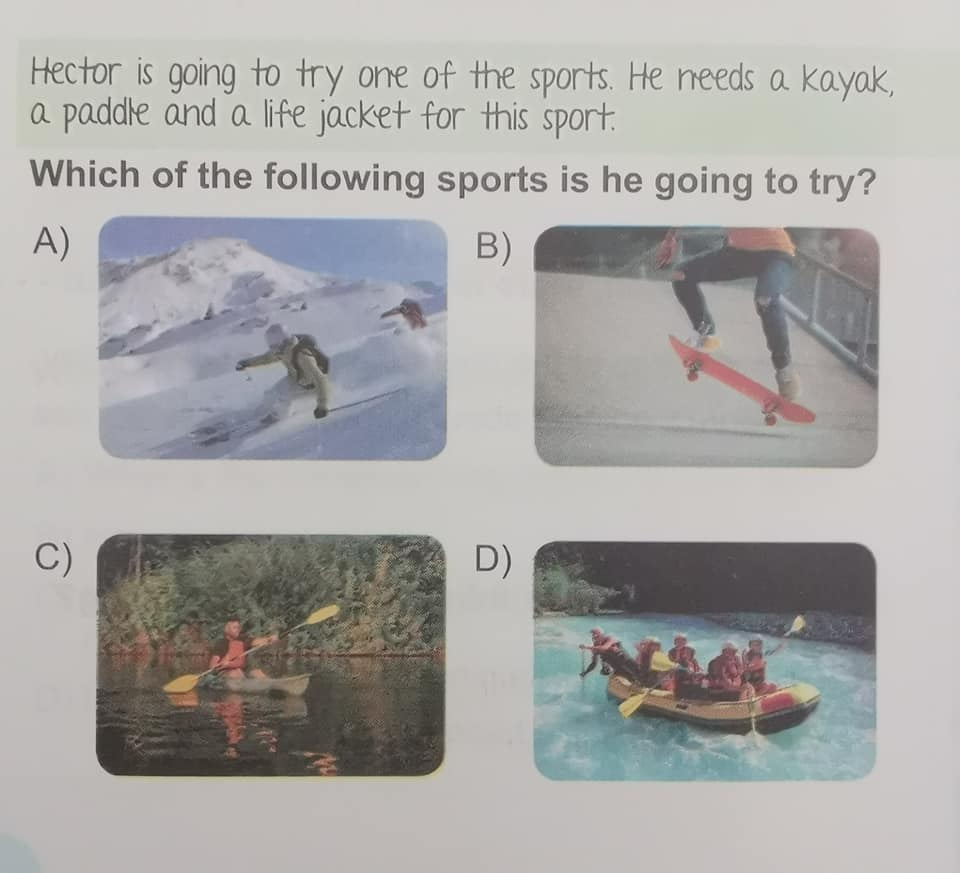 Hector is going to try one of the sports. He needs a kayak,
a paddle and a life jacket for this sport.
Which of the following sports is he going to try?
A)
B)
C)
D)